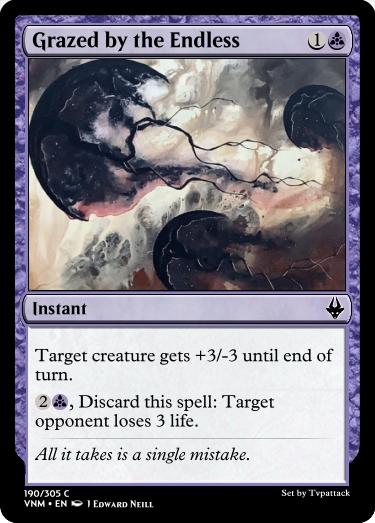 Grazed by the Endless 1
Instant
Target creature gets +3/-3 until end of
turn.
2, Discard this spell: Target
opponent loses 3 life.
All it takes is a single mistake.
190/305 C
VNM • EN J Edward Neill
Set by Tvpattack